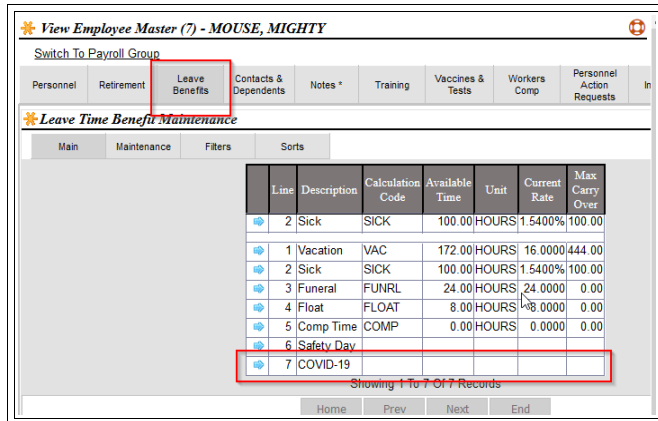 View Employee Master (7) - MOUSE, MIGHTY
Switch To Payroll Group
Personnel Retirement Leave Benefits Contacts & Dependents Notes * Training Vaccines & Tests Workers Comp Personnel Action Requests In
Leave Time Benefit Maintenance
Main Maintenance Filters Sorts
Line Description Calculation Code Available Time Unit Current Rate Max Carry Over
2 Sick SICK 100.00 HOURS 1.5400% 100.00
1 Vacation VAC 172.00 HOURS 16.0000 444.00
2 Sick SICK 100.00 HOURS 1.5400% 100.00
3 Funeral FUNRL 24.00 HOURS 24.0000 0.00
4 Float FLOAT 8.00 HOURS 8.0000 0.00
5 Comp Time COMP 0.00 HOURS 0.0000 0.00
6 Safety Day
7 COVID-19
Showing 1 To 7 Of 7 Records
Home Prev Next End